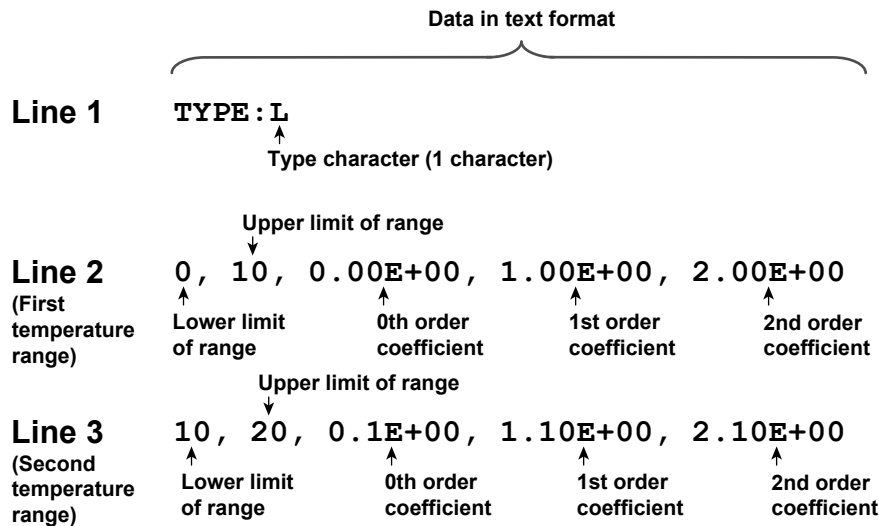 Data in text format
Line 1 TYPE:L
Type character (1 character)
Upper limit of range
Line 2 0, 10, 0.00E+00, 1.00E+00, 2.00E+00
(First temperature range)
Lower limit of range
0th order coefficient
1st order coefficient
2nd order coefficient
Upper limit of range
Line 3 10, 20, 0.1E+00, 1.10E+00, 2.10E+00
(Second temperature range)
Lower limit of range
0th order coefficient
1st order coefficient
2nd order coefficient